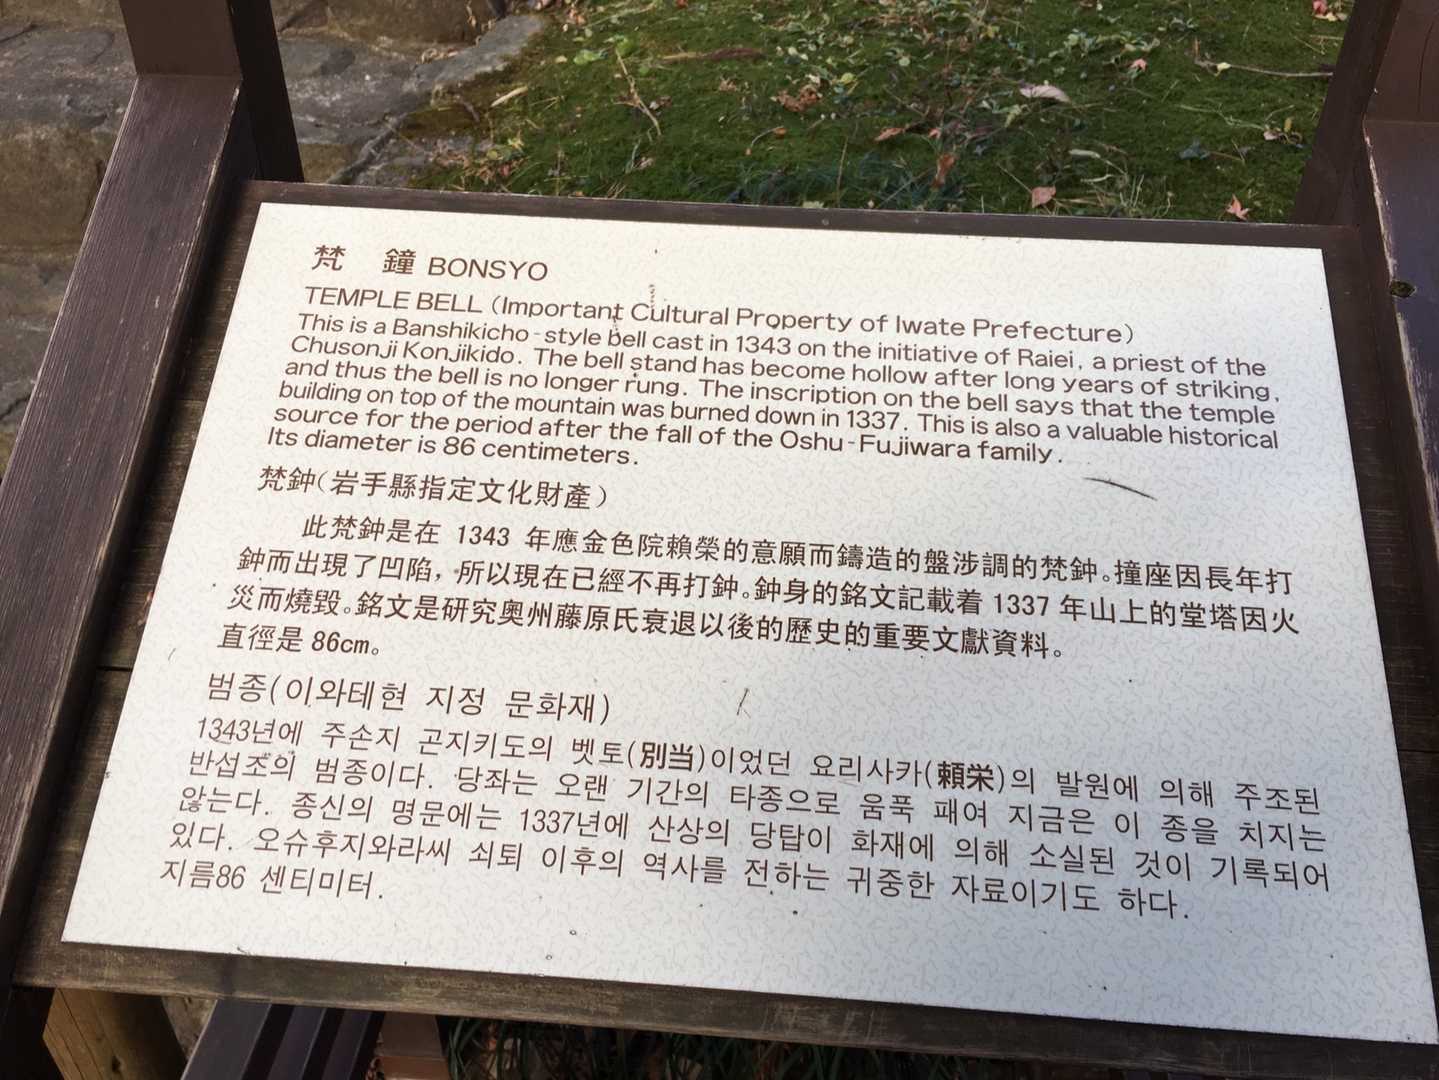 梵 鐘 BONSYO
TEMPLE BELL (Important Cultural Property of Iwate Prefecture)
This is a Banshikicho-style bell cast in 1343 on the initiative of Raiei, a priest of the
Chusonji Konjikido. The bell stand has become hollow after long years of striking,
and thus the bell is no longer rung. The inscription on the bell says that the temple
building on top of the mountain was burned down in 1337. This is also a valuable historical
source for the period after the fall of the Oshu-Fujiwara family.
Its diameter is 86 centimeters.
梵鈡(岩手縣指定文化財產)
此梵鈡是在 1343 年應金色院賴榮的意願而鑄造的盤涉調的梵鈡。撞座因長年打
鈡而出現了凹陷，所以現在已經不再打鈡。鈡身的銘文記載着 1337 年山上的堂塔因火
災而燒毀。銘文是研究奧州藤原氏衰退以後的歷史的重要文獻資料。
直徑是 86cm。
범종(이와테현 지정 문화재)
1343년에 주손지 곤지키도의 벳토(別当)이었던 요리사카(頼栄)의 발원에 의해 주조된
반섭조의 범종이다. 당좌는 오랜 기간의 타종으로 움푹 패여 지금은 이 종을 치지는
않는다. 종신의 명문에는 1337년에 산상의 당탑이 화재에 의해 소실된 것이 기록되어
있다. 오슈후지와라씨 쇠퇴 이후의 역사를 전하는 귀중한 자료이기도 하다.
지름86 센티미터.